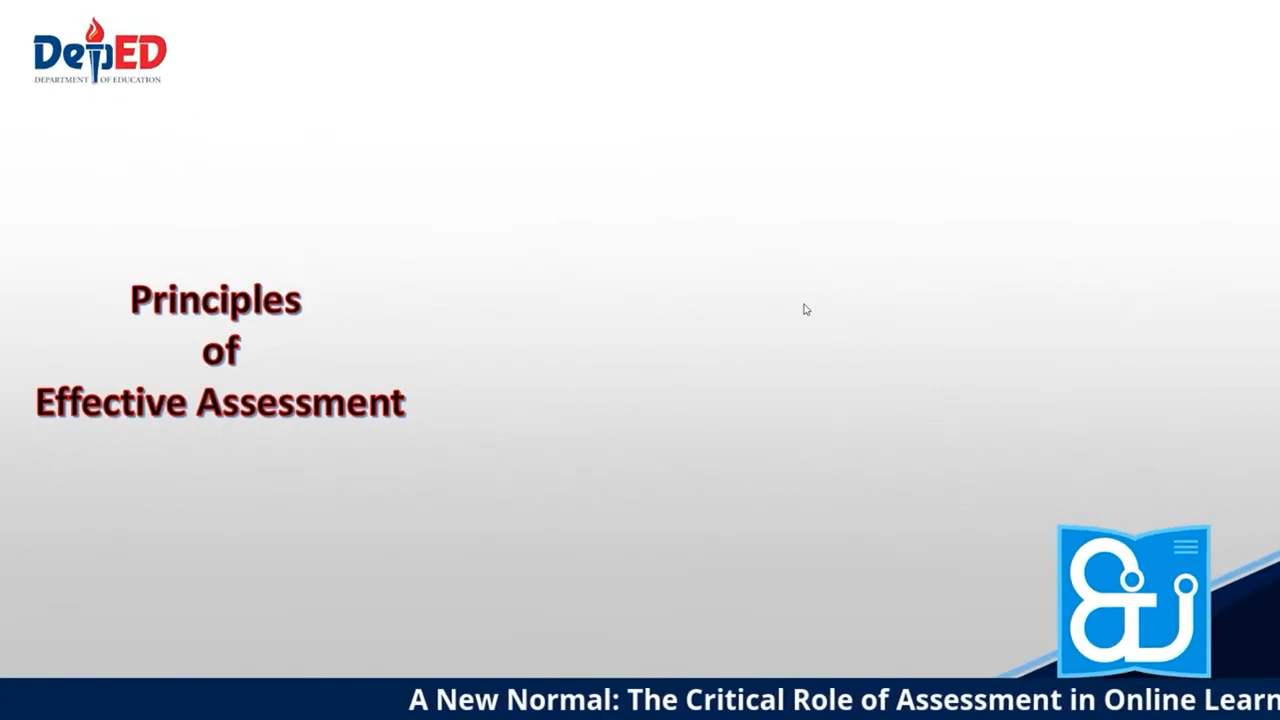 DepED
DEPARTMENT OF EDUCATION
Principles
of
Effective Assessment
A New Normal: The Critical Role of Assessment in Online Learn